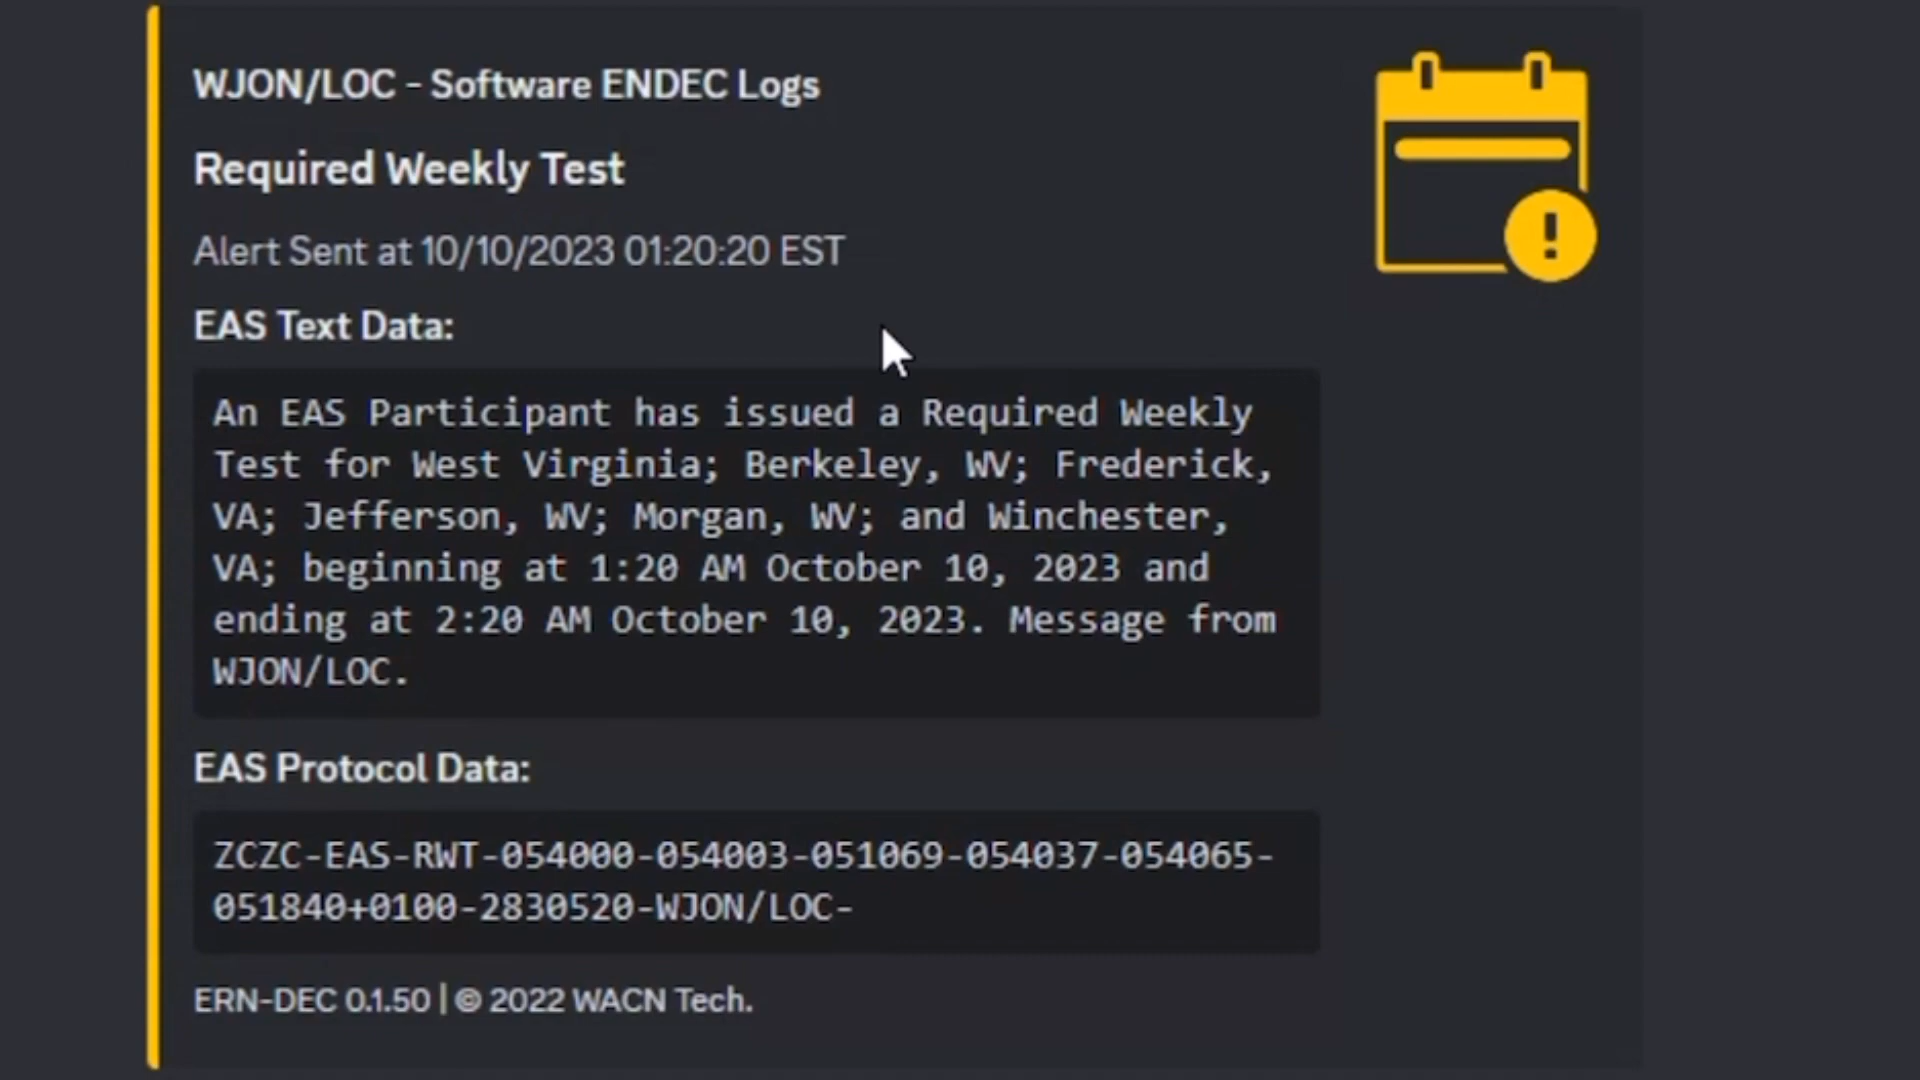 WJON/LOC - Software ENDEC Logs
Required Weekly Test
Alert Sent at 10/10/2023 01:20:20 EST
EAS Text Data:
An EAS Participant has issued a Required Weekly
Test for West Virginia; Berkeley, WV; Frederick,
VA; Jefferson, WV; Morgan, WV; and Winchester,
VA; beginning at 1:20 AM October 10, 2023 and
ending at 2:20 AM October 10, 2023. Message from
WJON/LOC.
EAS Protocol Data:
ZCZC-EAS-RWT-054000-054003-051069-054037-054065-
051840+0100-2830520-WJON/LOC-
ERN-DEC 0.1.50 | © 2022 WACN Tech.